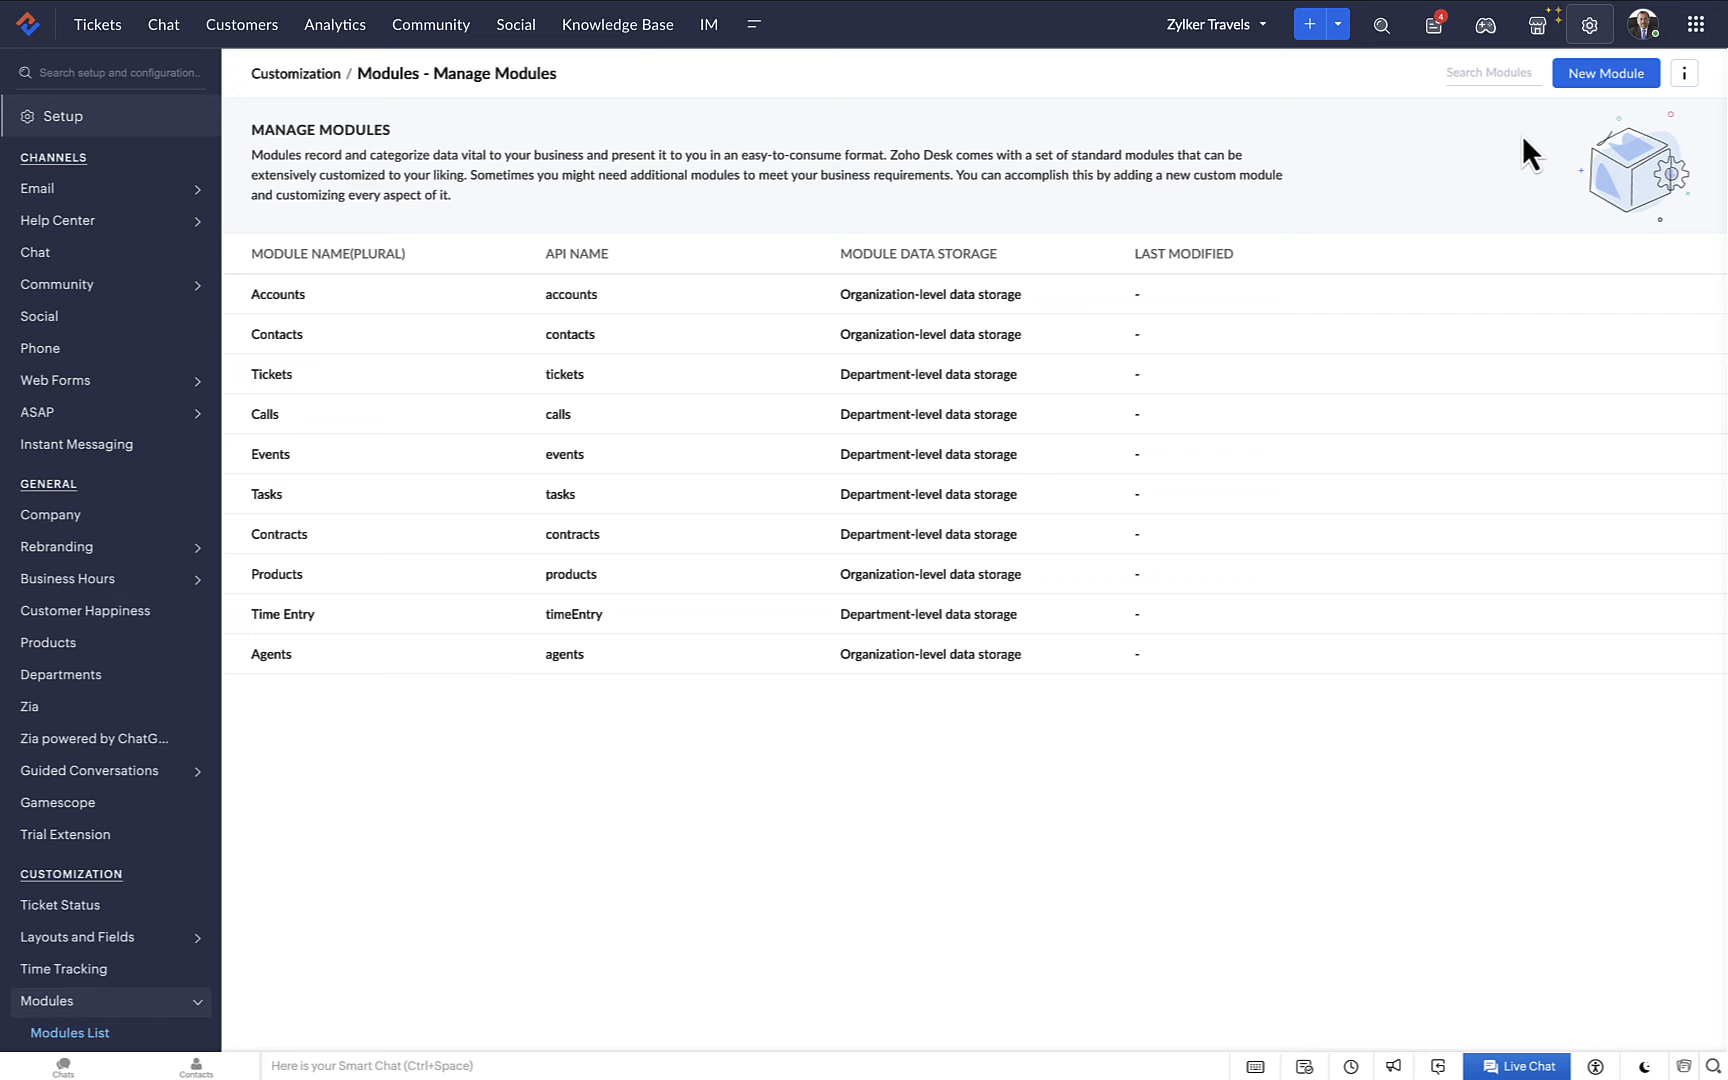 Tickets Chat Customers Analytics Community Social Knowledge Base IM Zylker Travels 4
Search setup and configuration..
Customization / Modules - Manage Modules
Search Modules
New Module
Setup
CHANNELS
Email
Help Center
Chat
Community
Social
Phone
Web Forms
ASAP
Instant Messaging
GENERAL
Company
Rebranding
Business Hours
Customer Happiness
Products
Departments
Zia
Zia powered by ChatG...
Guided Conversations
Gamescope
Trial Extension
CUSTOMIZATION
Ticket Status
Layouts and Fields
Time Tracking
Modules
Modules List
MANAGE MODULES
Modules record and categorize data vital to your business and present it to you in an easy-to-consume format. Zoho Desk comes with a set of standard modules that can be
extensively customized to your liking. Sometimes you might need additional modules to meet your business requirements. You can accomplish this by adding a new custom module
and customizing every aspect of it.
MODULE NAME(PLURAL) API NAME MODULE DATA STORAGE LAST MODIFIED
Accounts accounts Organization-level data storage -
Contacts contacts Organization-level data storage -
Tickets tickets Department-level data storage -
Calls calls Department-level data storage -
Events events Department-level data storage -
Tasks tasks Department-level data storage -
Contracts contracts Department-level data storage -
Products products Organization-level data storage -
Time Entry timeEntry Department-level data storage -
Agents agents Organization-level data storage -
Chats
Contacts
Here is your Smart Chat (Ctrl+Space)
Live Chat